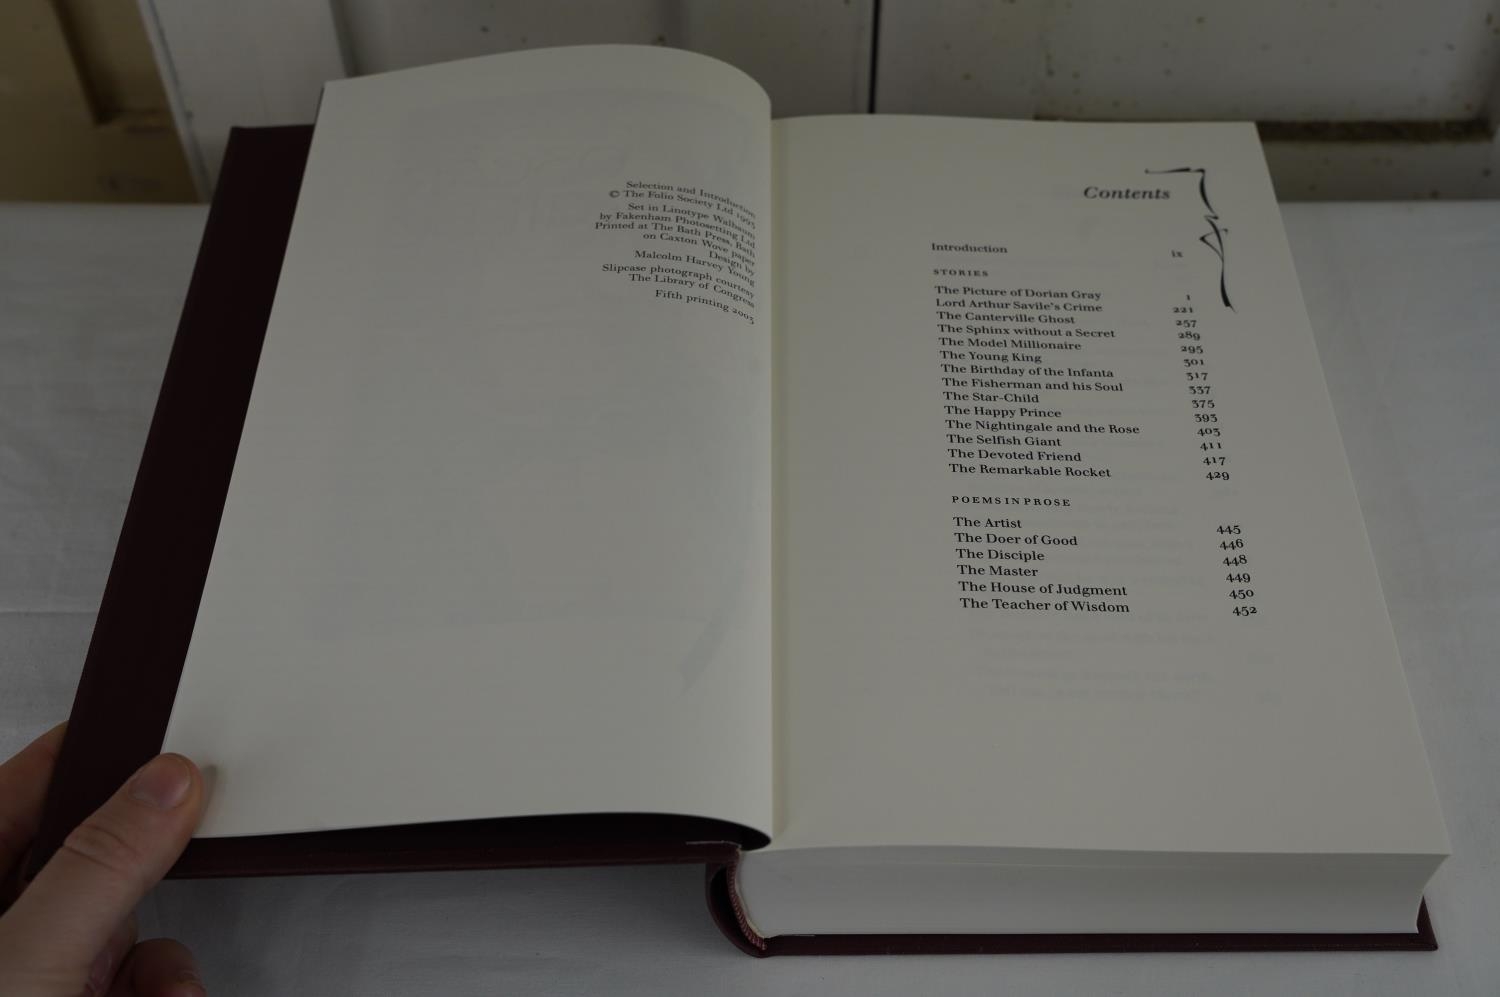 Selection and Introduction
© The Folio Society Ltd 1993
Set in Linotype Walbaum
by Fakenham Photosetting Ltd
Printed at The Bath Press, Bath
on Caxton Wove paper
Design by
Malcolm Harvey Young
Slipcase photograph courtesy
The Library of Congress
Fifth printing 2003
Contents
Introduction ix
STORIES
The Picture of Dorian Gray 1
Lord Arthur Savile's Crime 221
The Canterville Ghost 257
The Sphinx without a Secret 289
The Model Millionaire 295
The Young King 301
The Birthday of the Infanta 317
The Fisherman and his Soul 337
The Star-Child 375
The Happy Prince 393
The Nightingale and the Rose 403
The Selfish Giant 411
The Devoted Friend 417
The Remarkable Rocket 429
POEMS IN PROSE
The Artist 445
The Doer of Good 446
The Disciple 448
The Master 449
The House of Judgment 450
The Teacher of Wisdom 452